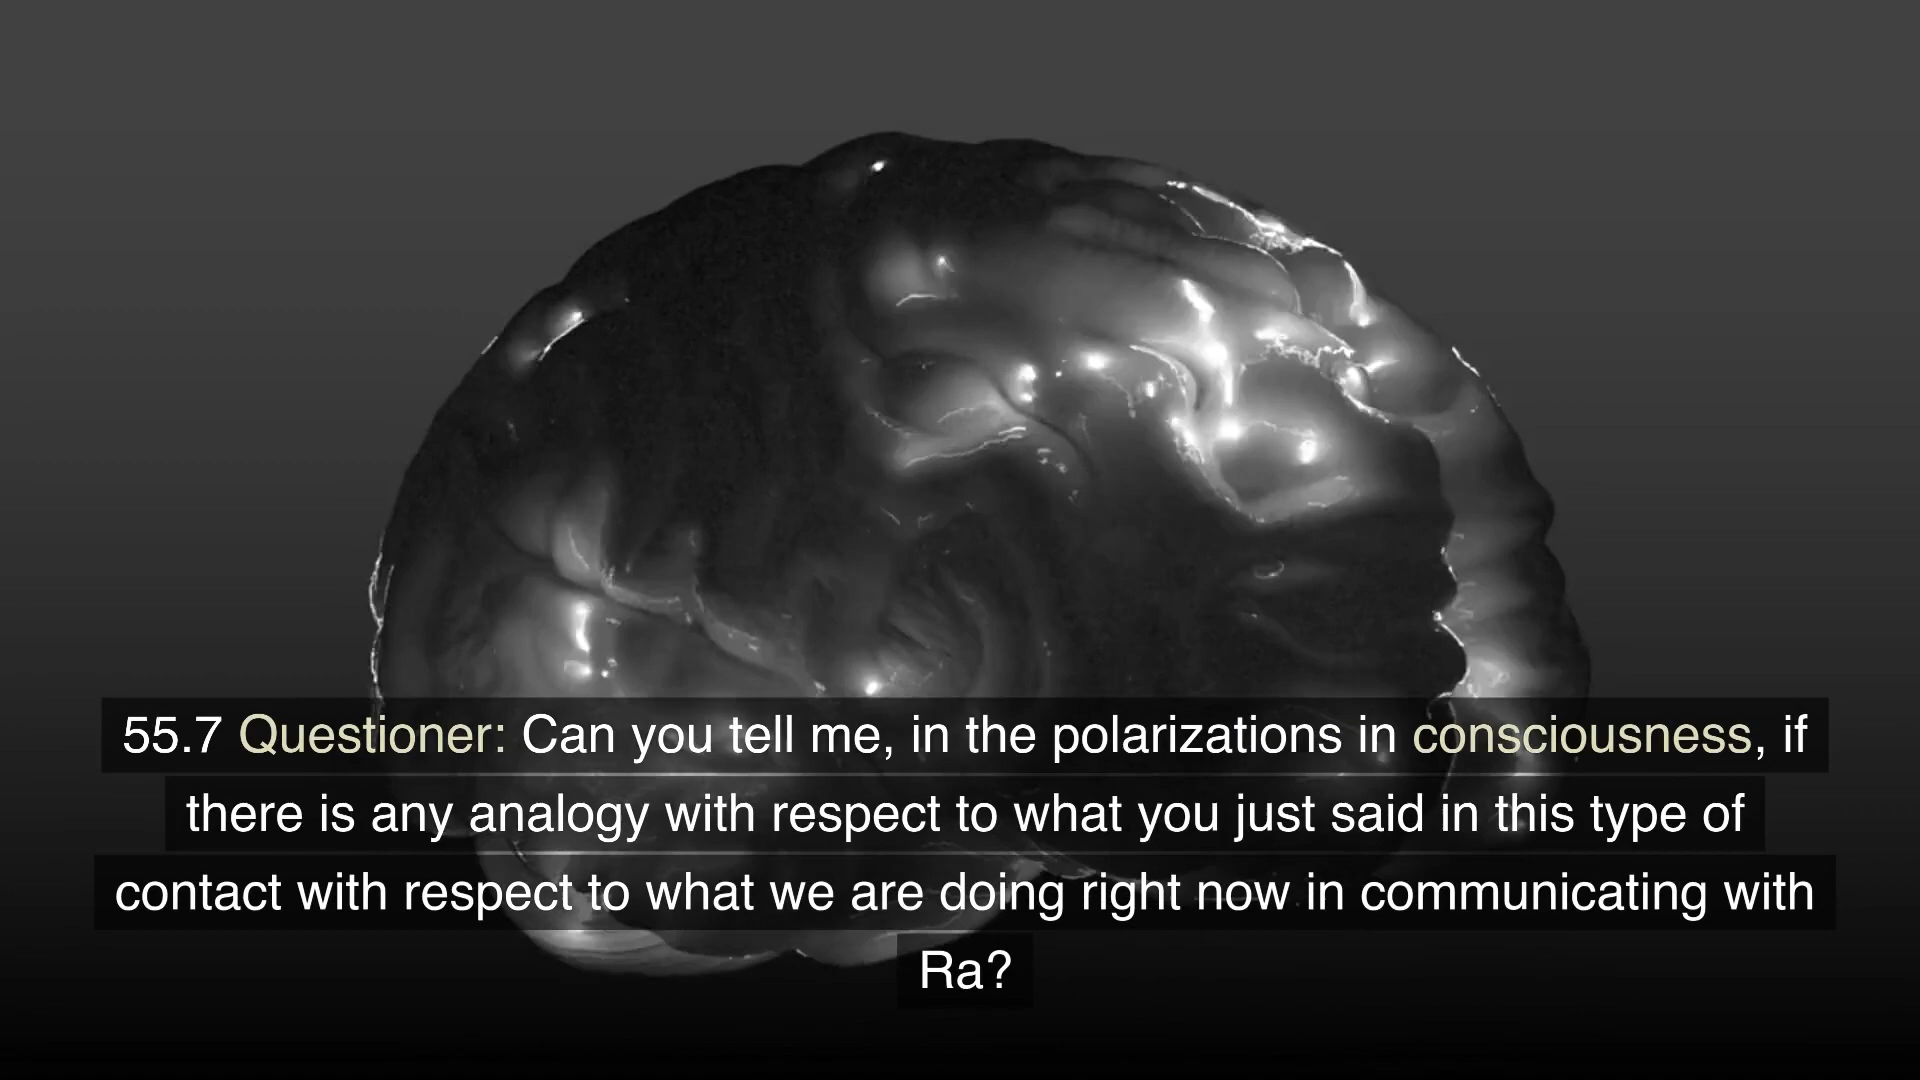 55.7 Questioner: Can you tell me, in the polarizations in consciousness, if
there is any analogy with respect to what you just said in this type of
contact with respect to what we are doing right now in communicating with
Ra?